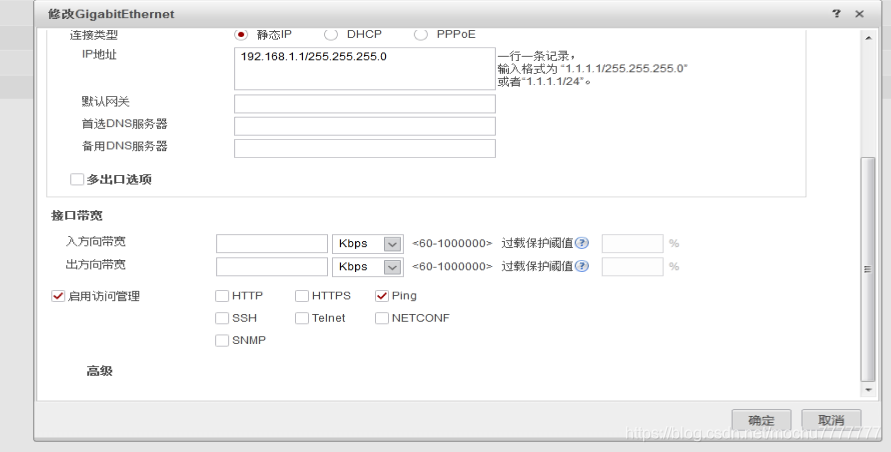 修改GigabitEthernet ? ×
连接类型 静态IP DHCP PPPoE
IP地址 192.168.1.1/255.255.255.0 一行一条记录，
输入格式为 “1.1.1.1/255.255.255.0”
或者“1.1.1.1/24”。
默认网关
首选DNS服务器
备用DNS服务器
多出口选项
接口带宽
入方向带宽 Kbps <60-1000000> 过载保护阈值 ? %
出方向带宽 Kbps <60-1000000> 过载保护阈值 ? %
启用访问管理 HTTP HTTPS Ping
SSH Telnet NETCONF
SNMP
高级
确定 取消
https://blog.csdn.net/mochu7777777